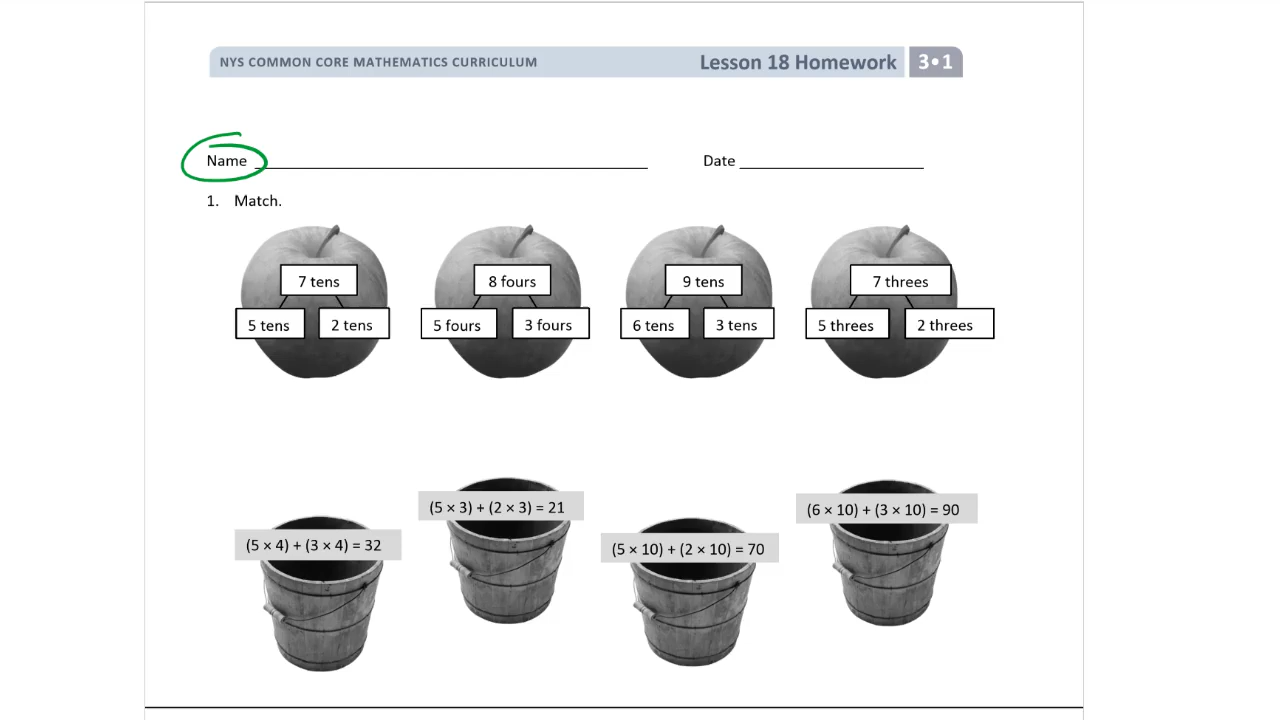 NYS COMMON CORE MATHEMATICS CURRICULUM Lesson 18 Homework 3•1
Name Date
1. Match.
7 tens 8 fours 9 tens 7 threes
5 tens 2 tens 5 fours 3 fours 6 tens 3 tens 5 threes 2 threes
(5 × 4) + (3 × 4) = 32
(5 × 3) + (2 × 3) = 21
(5 × 10) + (2 × 10) = 70
(6 × 10) + (3 × 10) = 90